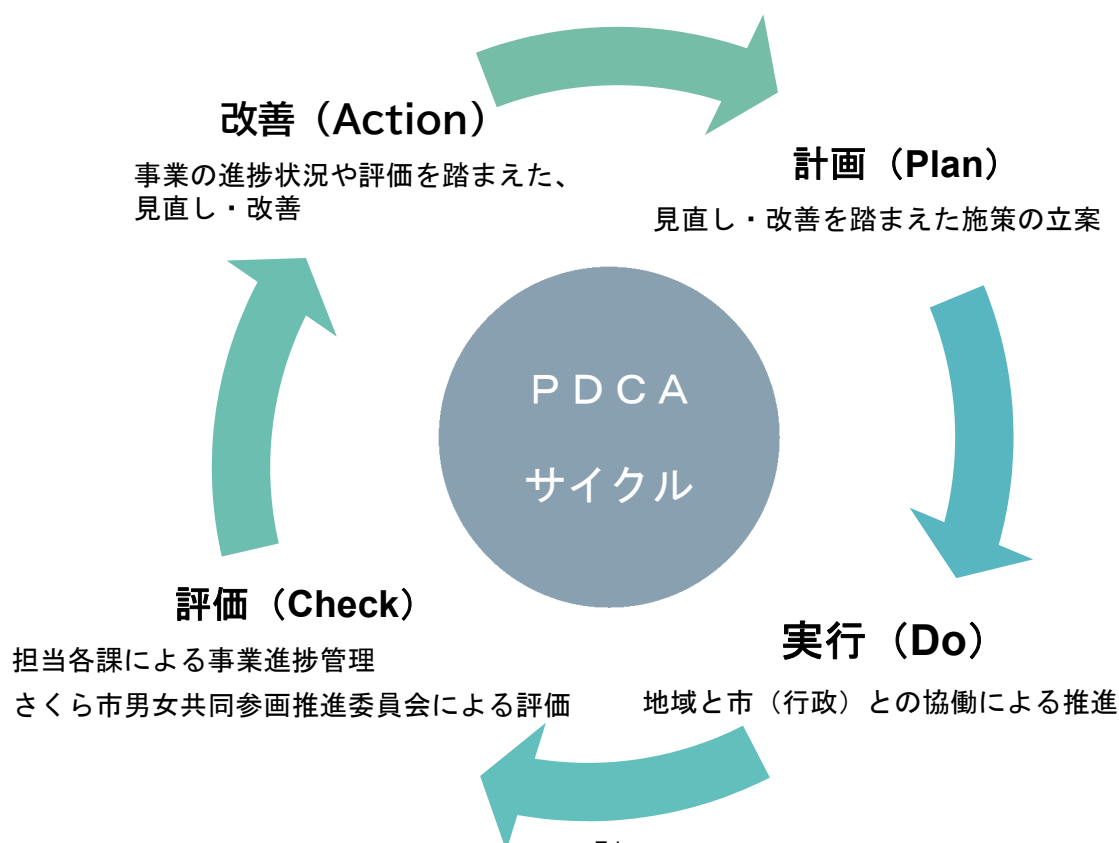 改善（Action）
事業の進捗状況や評価を踏まえた、
見直し・改善
計画（Plan）
見直し・改善を踏まえた施策の立案
ＰＤＣＡ
サイクル
評価（Check）
担当各課による事業進捗管理
さくら市男女共同参画推進委員会による評価
実行（Do）
地域と市（行政）との協働による推進